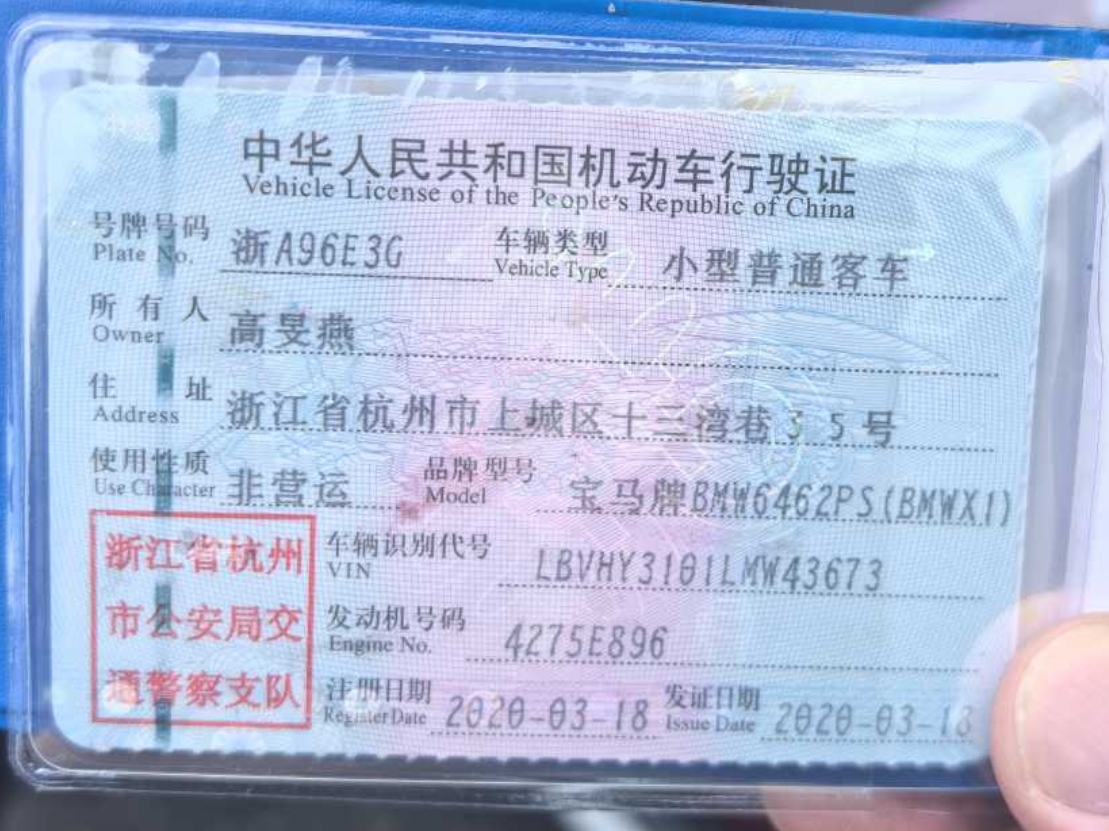 中华人民共和国机动车行驶证
Vehicle License of the People's Republic of China
号牌号码 浙A96E3G 车辆类型 小型普通客车
Plate No. Vehicle Type
所有人 高旻燕
Owner
住址 浙江省杭州市上城区十三湾巷35号
Address
使用性质 非营运 品牌型号 宝马牌BMW6462PS(BMWX1)
Use Character Model
浙江省杭州 车辆识别代号 LBVHY3101LMW43673
VIN
市公安局交 发动机号码 4275E896
Engine No.
通警察支队 注册日期 2020-03-18 发证日期 2020-03-18
Register Date Issue Date